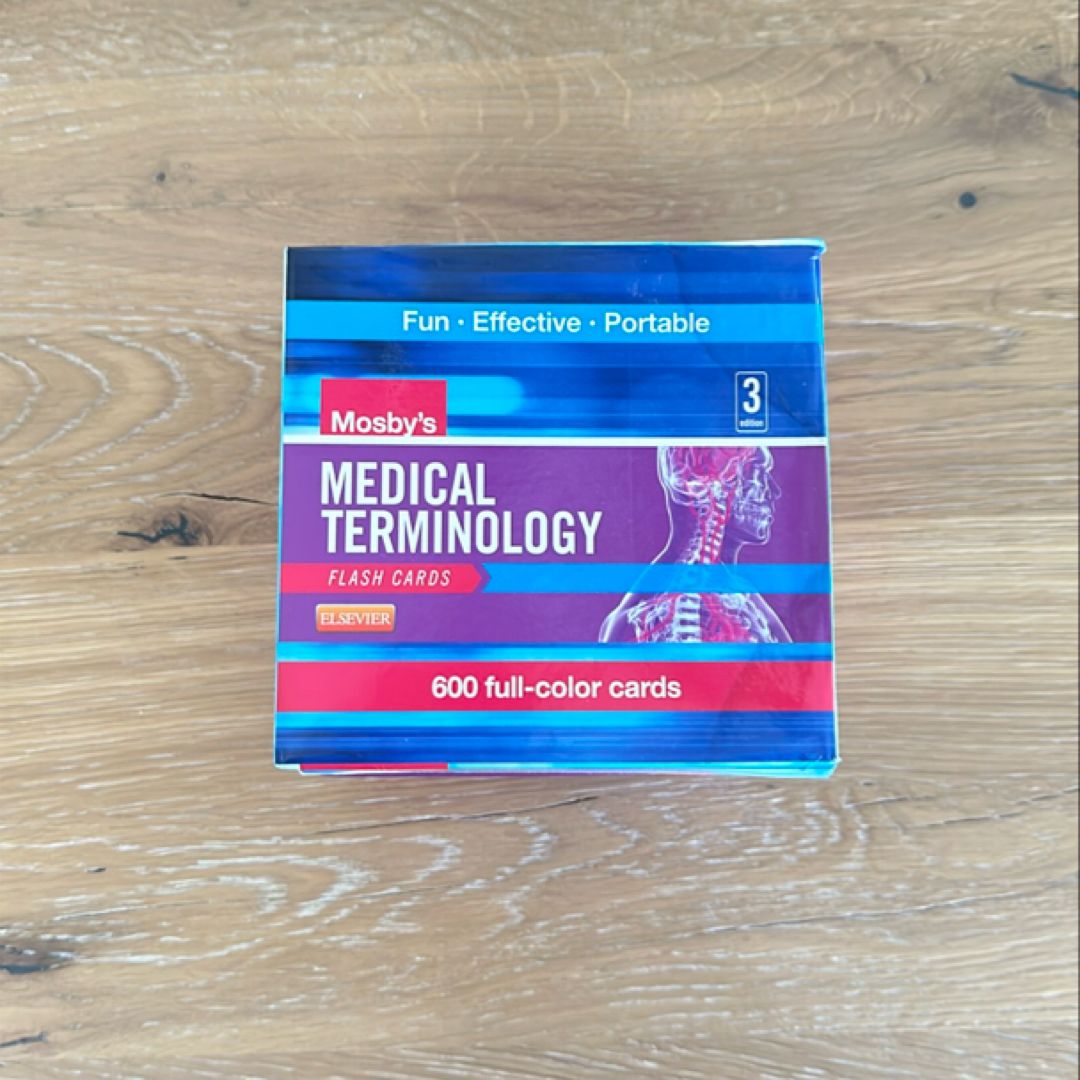 Fun · Effective · Portable
3
edition
Mosby's
MEDICAL
TERMINOLOGY
FLASH CARDS
ELSEVIER
600 full-color cards